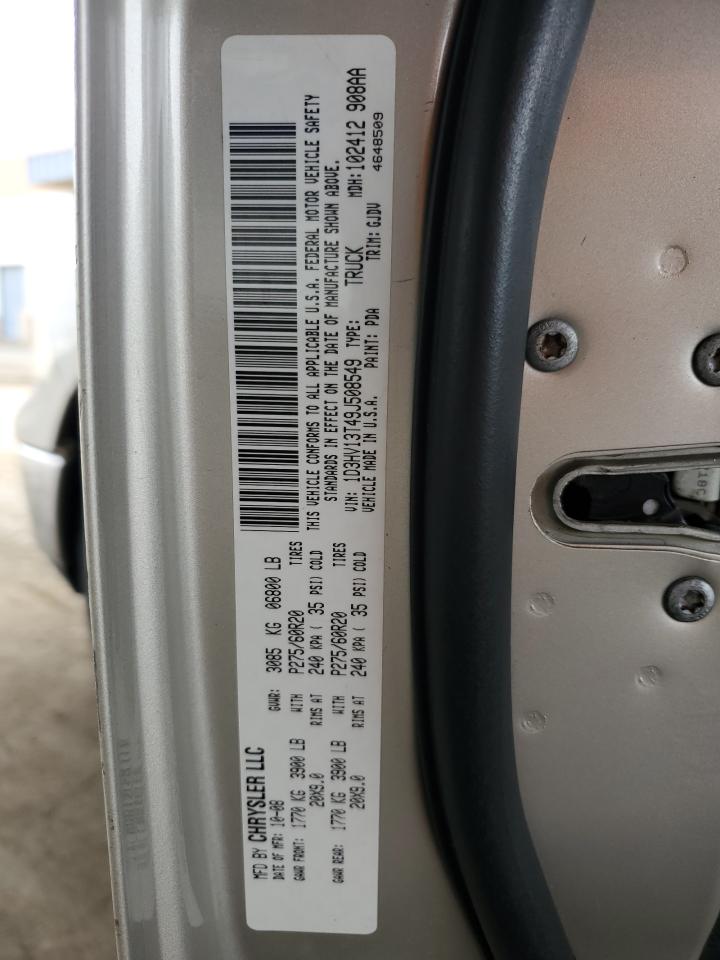 MFD BY CHRYSLER LLC
DATE OF MFR: 10-08 GVWR: 3085 KG 06800 LB
GAWR FRONT: 1770 KG 3900 LB WITH P275/60R20 TIRES
20X9.0 RIMS AT 240 KPA ( 35 PSI) COLD
GAWR REAR: 1770 KG 3900 LB WITH P275/60R20 TIRES
20X9.0 RIMS AT 240 KPA ( 35 PSI) COLD
THIS VEHICLE CONFORMS TO ALL APPLICABLE U.S.A. FEDERAL MOTOR VEHICLE SAFETY
STANDARDS IN EFFECT ON THE DATE OF MANUFACTURE SHOWN ABOVE.
VIN: 1D3HV13T49J508549 TYPE: TRUCK MDH: 102412 908AA
VEHICLE MADE IN U.S.A. PAINT: PDA TRIM: GJDV 4648509